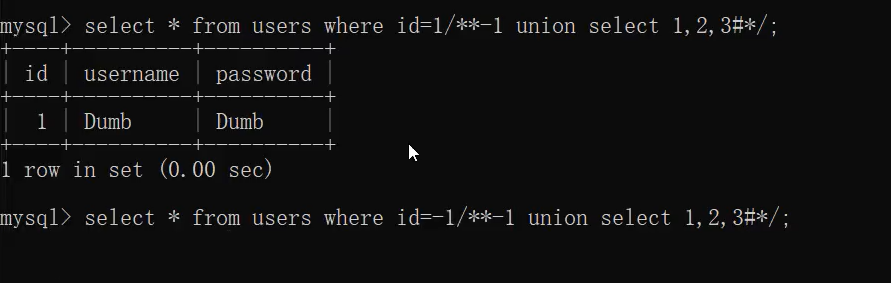 mysql> select * from users where id=1/**-1 union select 1,2,3#*/;
+----+----------+----------+
| id | username | password |
+----+----------+----------+
|  1 | Dumb     | Dumb     |
+----+----------+----------+
1 row in set (0.00 sec)
mysql> select * from users where id=-1/**-1 union select 1,2,3#*/;